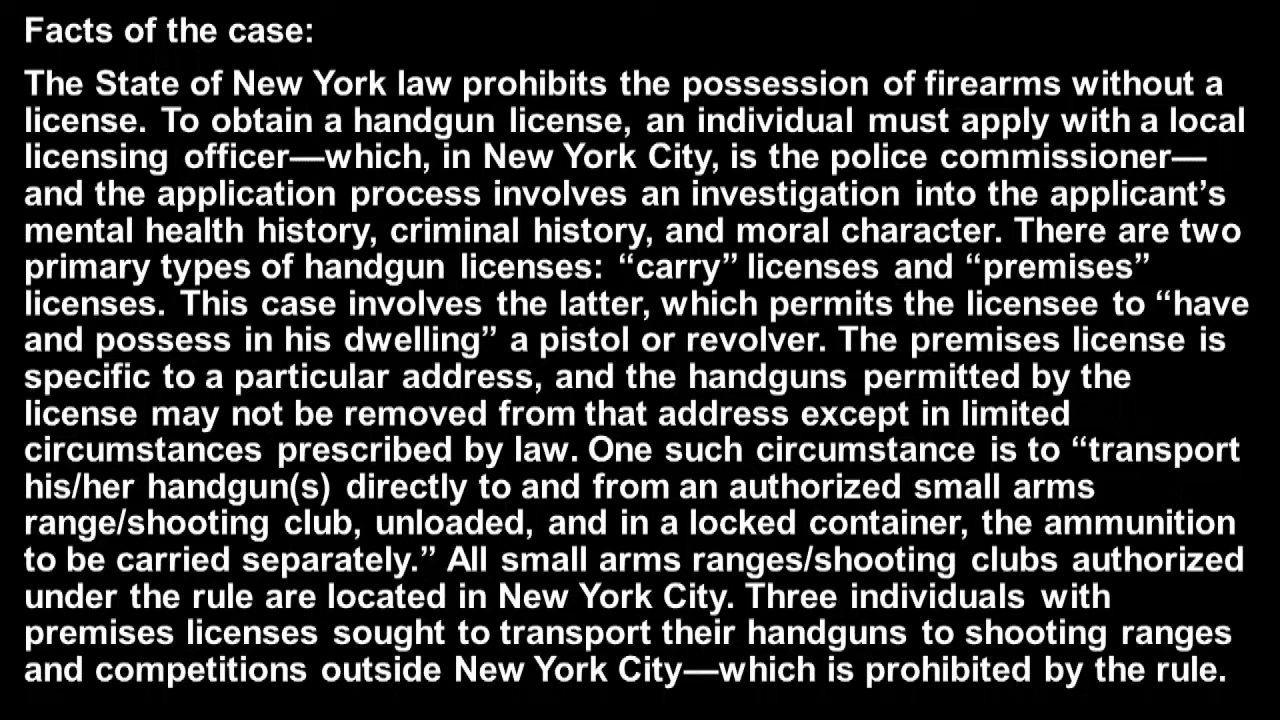 Facts of the case:
The State of New York law prohibits the possession of firearms without a
license. To obtain a handgun license, an individual must apply with a local
licensing officer—which, in New York City, is the police commissioner—
and the application process involves an investigation into the applicant’s
mental health history, criminal history, and moral character. There are two
primary types of handgun licenses: “carry” licenses and “premises”
licenses. This case involves the latter, which permits the licensee to “have
and possess in his dwelling” a pistol or revolver. The premises license is
specific to a particular address, and the handguns permitted by the
license may not be removed from that address except in limited
circumstances prescribed by law. One such circumstance is to “transport
his/her handgun(s) directly to and from an authorized small arms
range/shooting club, unloaded, and in a locked container, the ammunition
to be carried separately.” All small arms ranges/shooting clubs authorized
under the rule are located in New York City. Three individuals with
premises licenses sought to transport their handguns to shooting ranges
and competitions outside New York City—which is prohibited by the rule.